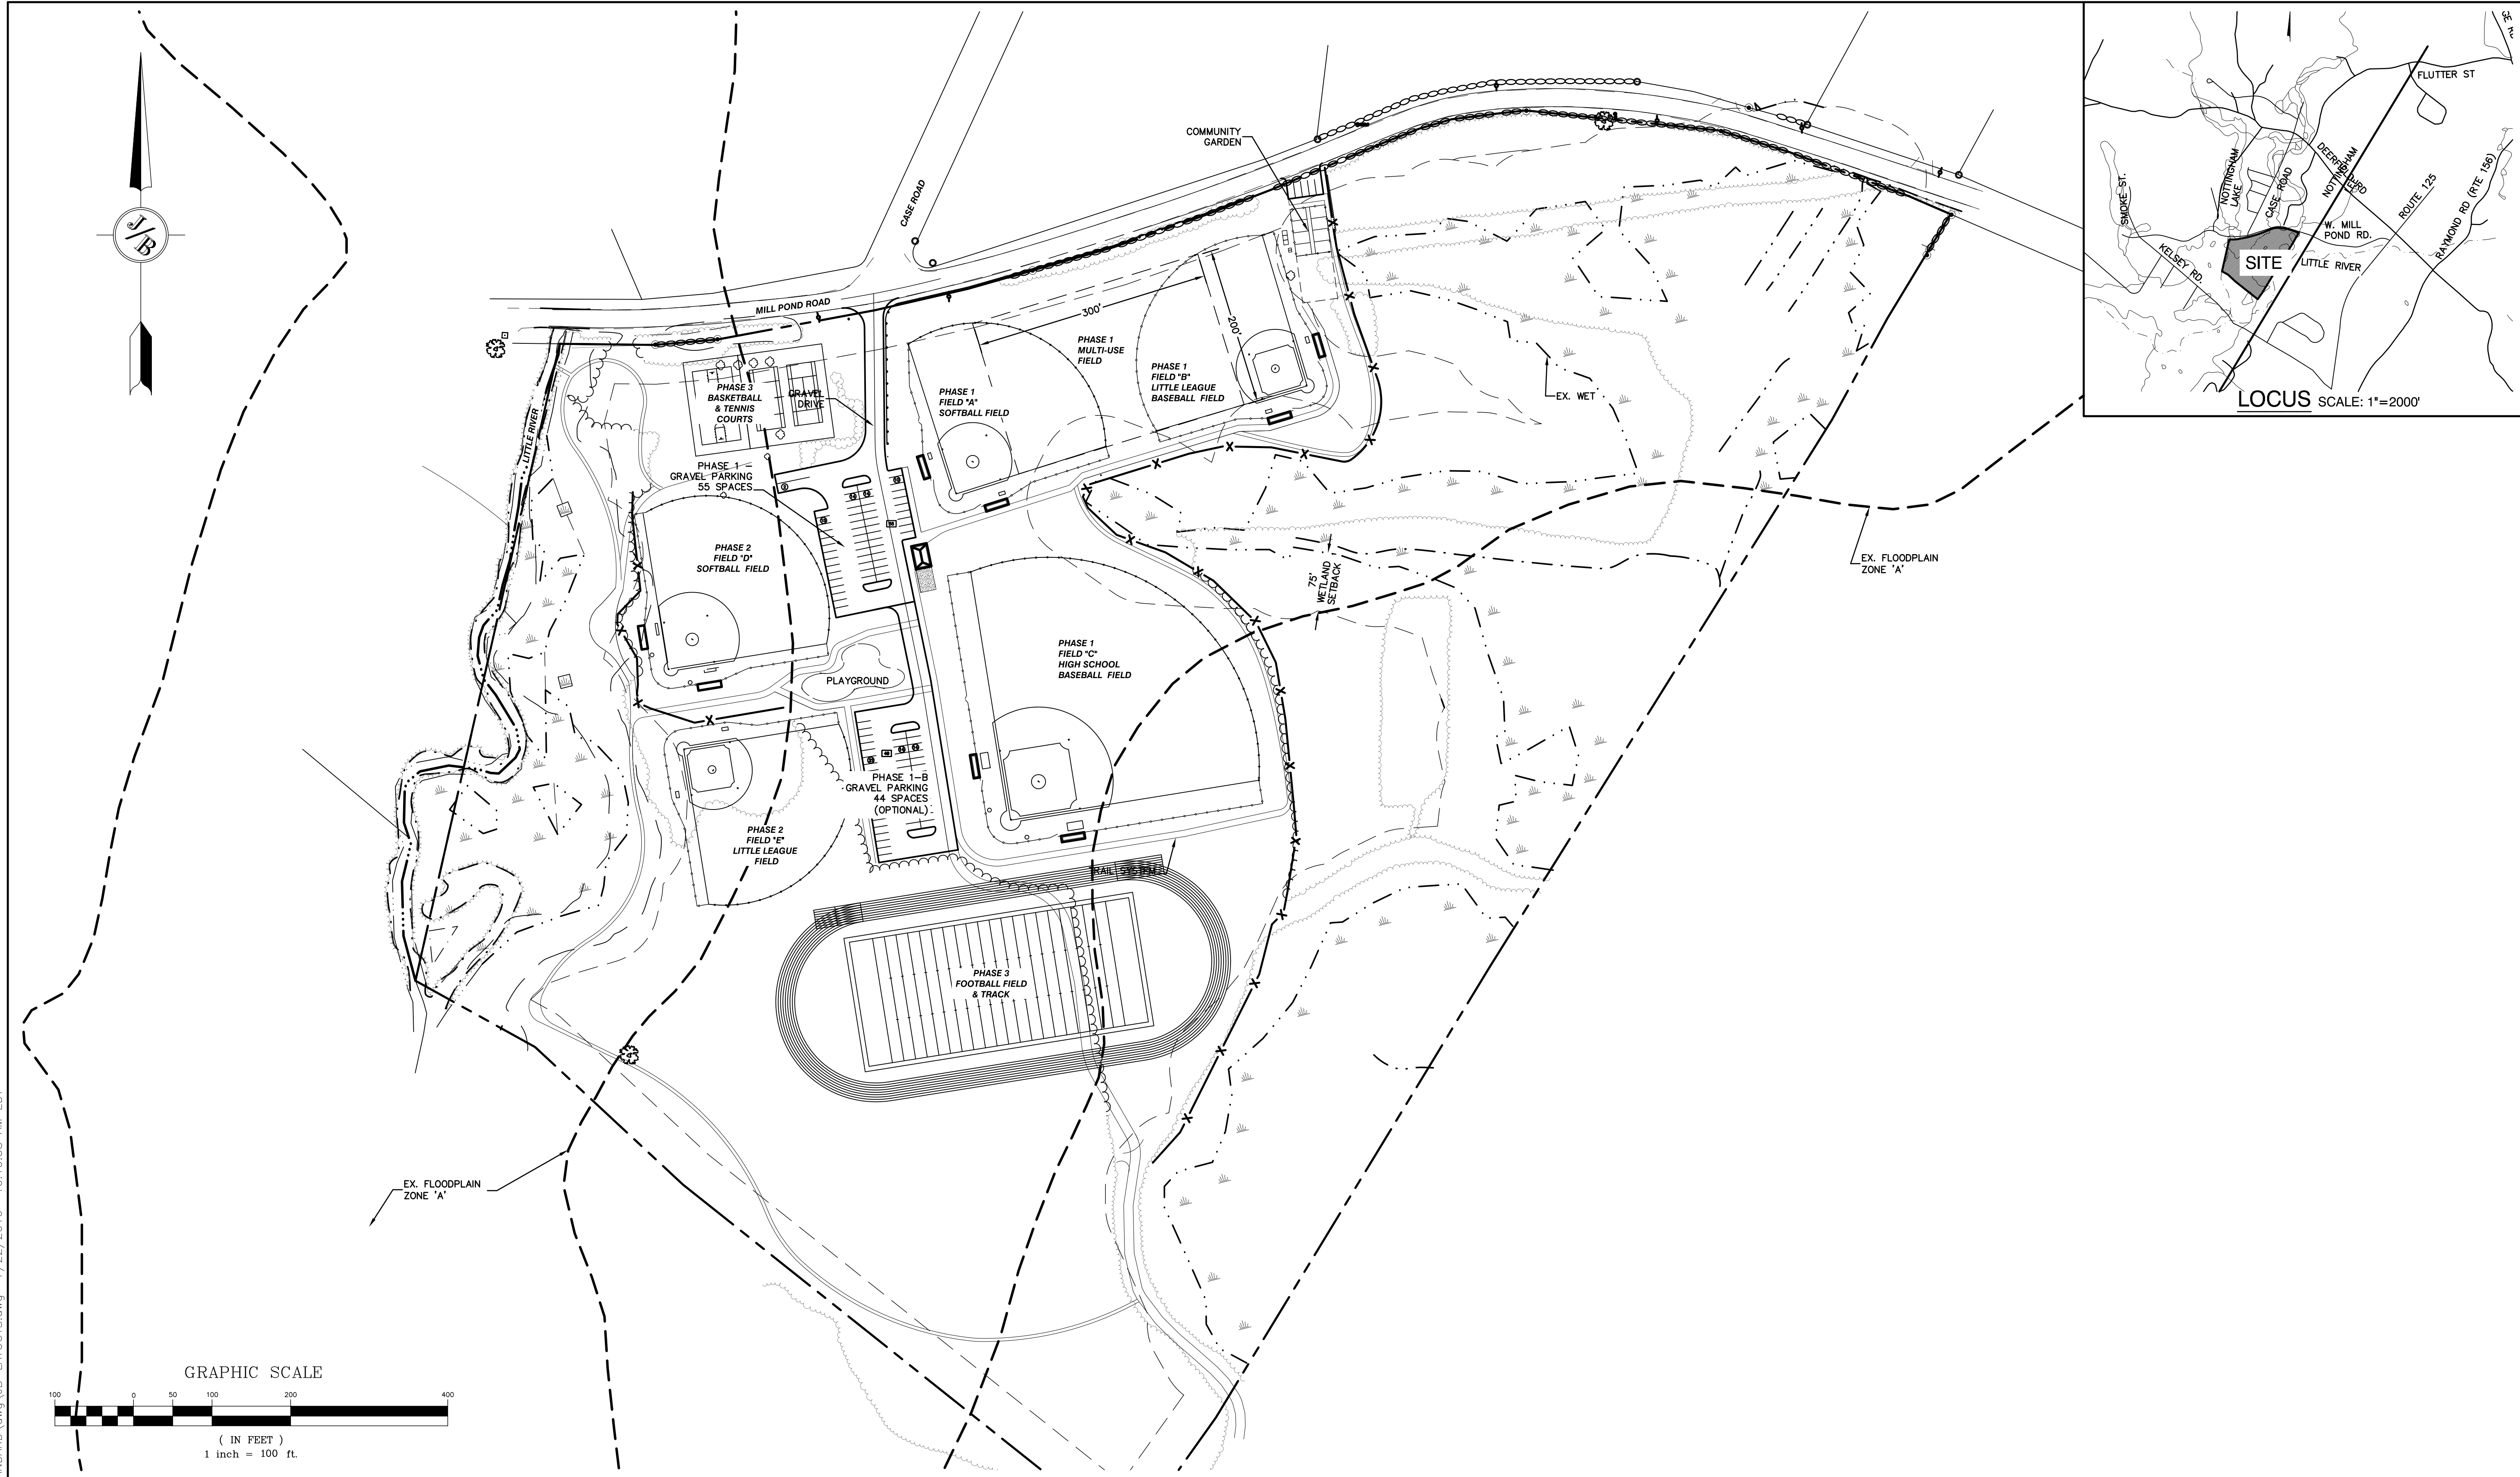 J/B
COMMUNITY
GARDEN
CASE ROAD
MILL POND ROAD
300'
200'
PHASE 1
MULTI-USE
FIELD
PHASE 1
FIELD "B"
LITTLE LEAGUE
BASEBALL FIELD
PHASE 1
FIELD "A"
SOFTBALL FIELD
PHASE 3
BASKETBALL
& TENNIS
COURTS
GRAVEL
DRIVE
LITTLE RIVER
EX. WET
PHASE 1 -
GRAVEL PARKING
55 SPACES
PHASE 2
FIELD "D"
SOFTBALL FIELD
75'
WETLAND
SETBACK
EX. FLOODPLAIN
ZONE 'A'
PHASE 1
FIELD "C"
HIGH SCHOOL
BASEBALL FIELD
PLAYGROUND
PHASE 1-B
GRAVEL PARKING
44 SPACES
(OPTIONAL)
PHASE 2
FIELD "E"
LITTLE LEAGUE
FIELD
TRAIL SYSTEM
PHASE 3
FOOTBALL FIELD
& TRACK
EX. FLOODPLAIN
ZONE 'A'
GRAPHIC SCALE
100 0 50 100 200 400
( IN FEET )
1 inch = 100 ft.
FLUTTER ST
SMOKE ST.
NOTTINGHAM
LAKE
CASE ROAD
NOTTINGHAM
ROUTE 125
RAYMOND RD (RTE 156)
W. MILL
POND RD.
KELSEY RD.
SITE
LITTLE RIVER
LOCUS SCALE: 1"=2000'